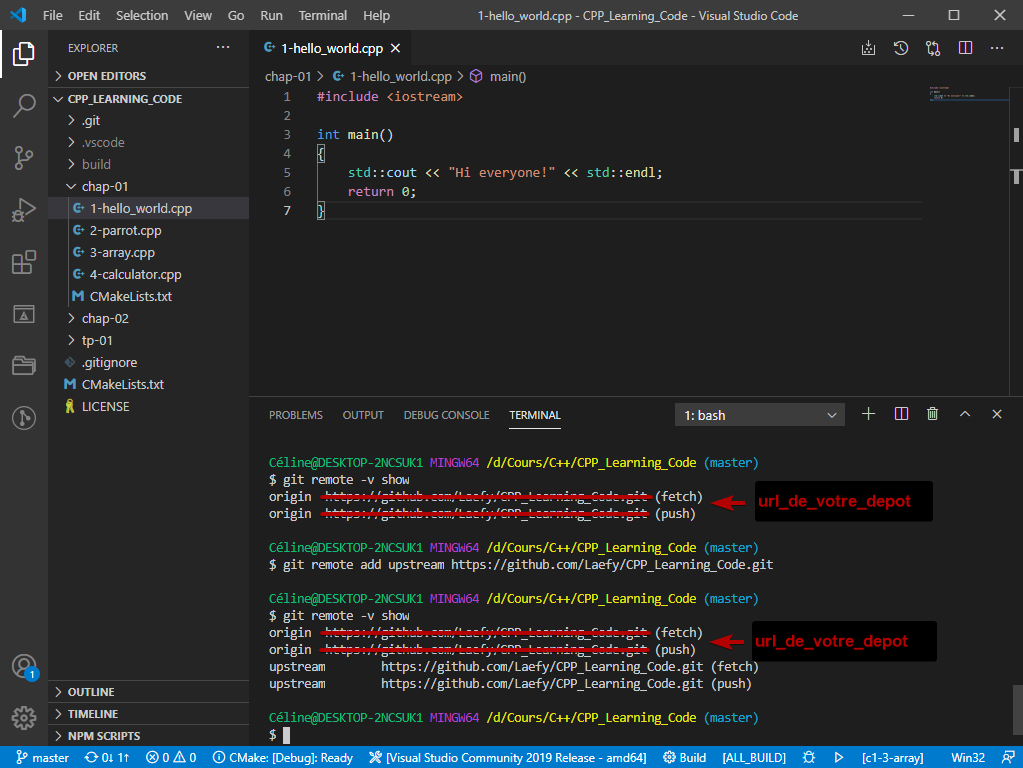 File Edit Selection View Go Run Terminal Help
1-hello_world.cpp - CPP_Learning_Code - Visual Studio Code
EXPLORER
OPEN EDITORS
CPP_LEARNING_CODE
.git
.vscode
build
chap-01
1-hello_world.cpp
2-parrot.cpp
3-array.cpp
4-calculator.cpp
CMakeLists.txt
chap-02
tp-01
.gitignore
CMakeLists.txt
LICENSE
OUTLINE
TIMELINE
NPM SCRIPTS
1
1-hello_world.cpp
chap-01 > 1-hello_world.cpp > main()
1 #include <iostream>
2
3 int main()
4 {
5 std::cout << "Hi everyone!" << std::endl;
6 return 0;
7 }
PROBLEMS OUTPUT DEBUG CONSOLE TERMINAL 1: bash
Céline@DESKTOP-2NCSUK1 MINGW64 /d/Cours/C++/CPP_Learning_Code (master)
$ git remote -v show
origin https://github.com/Laefy/CPP_Learning_Code.git (fetch)
origin https://github.com/Laefy/CPP_Learning_Code.git (push)
url_de_votre_depot
Céline@DESKTOP-2NCSUK1 MINGW64 /d/Cours/C++/CPP_Learning_Code (master)
$ git remote add upstream https://github.com/Laefy/CPP_Learning_Code.git
Céline@DESKTOP-2NCSUK1 MINGW64 /d/Cours/C++/CPP_Learning_Code (master)
$ git remote -v show
origin https://github.com/Laefy/CPP_Learning_Code.git (fetch)
origin https://github.com/Laefy/CPP_Learning_Code.git (push)
url_de_votre_depot
upstream https://github.com/Laefy/CPP_Learning_Code.git (fetch)
upstream https://github.com/Laefy/CPP_Learning_Code.git (push)
Céline@DESKTOP-2NCSUK1 MINGW64 /d/Cours/C++/CPP_Learning_Code (master)
$
master 0↓ 1↑ 0 0 CMake: [Debug]: Ready [Visual Studio Community 2019 Release - amd64] Build [ALL_BUILD] [c1-3-array] Win32